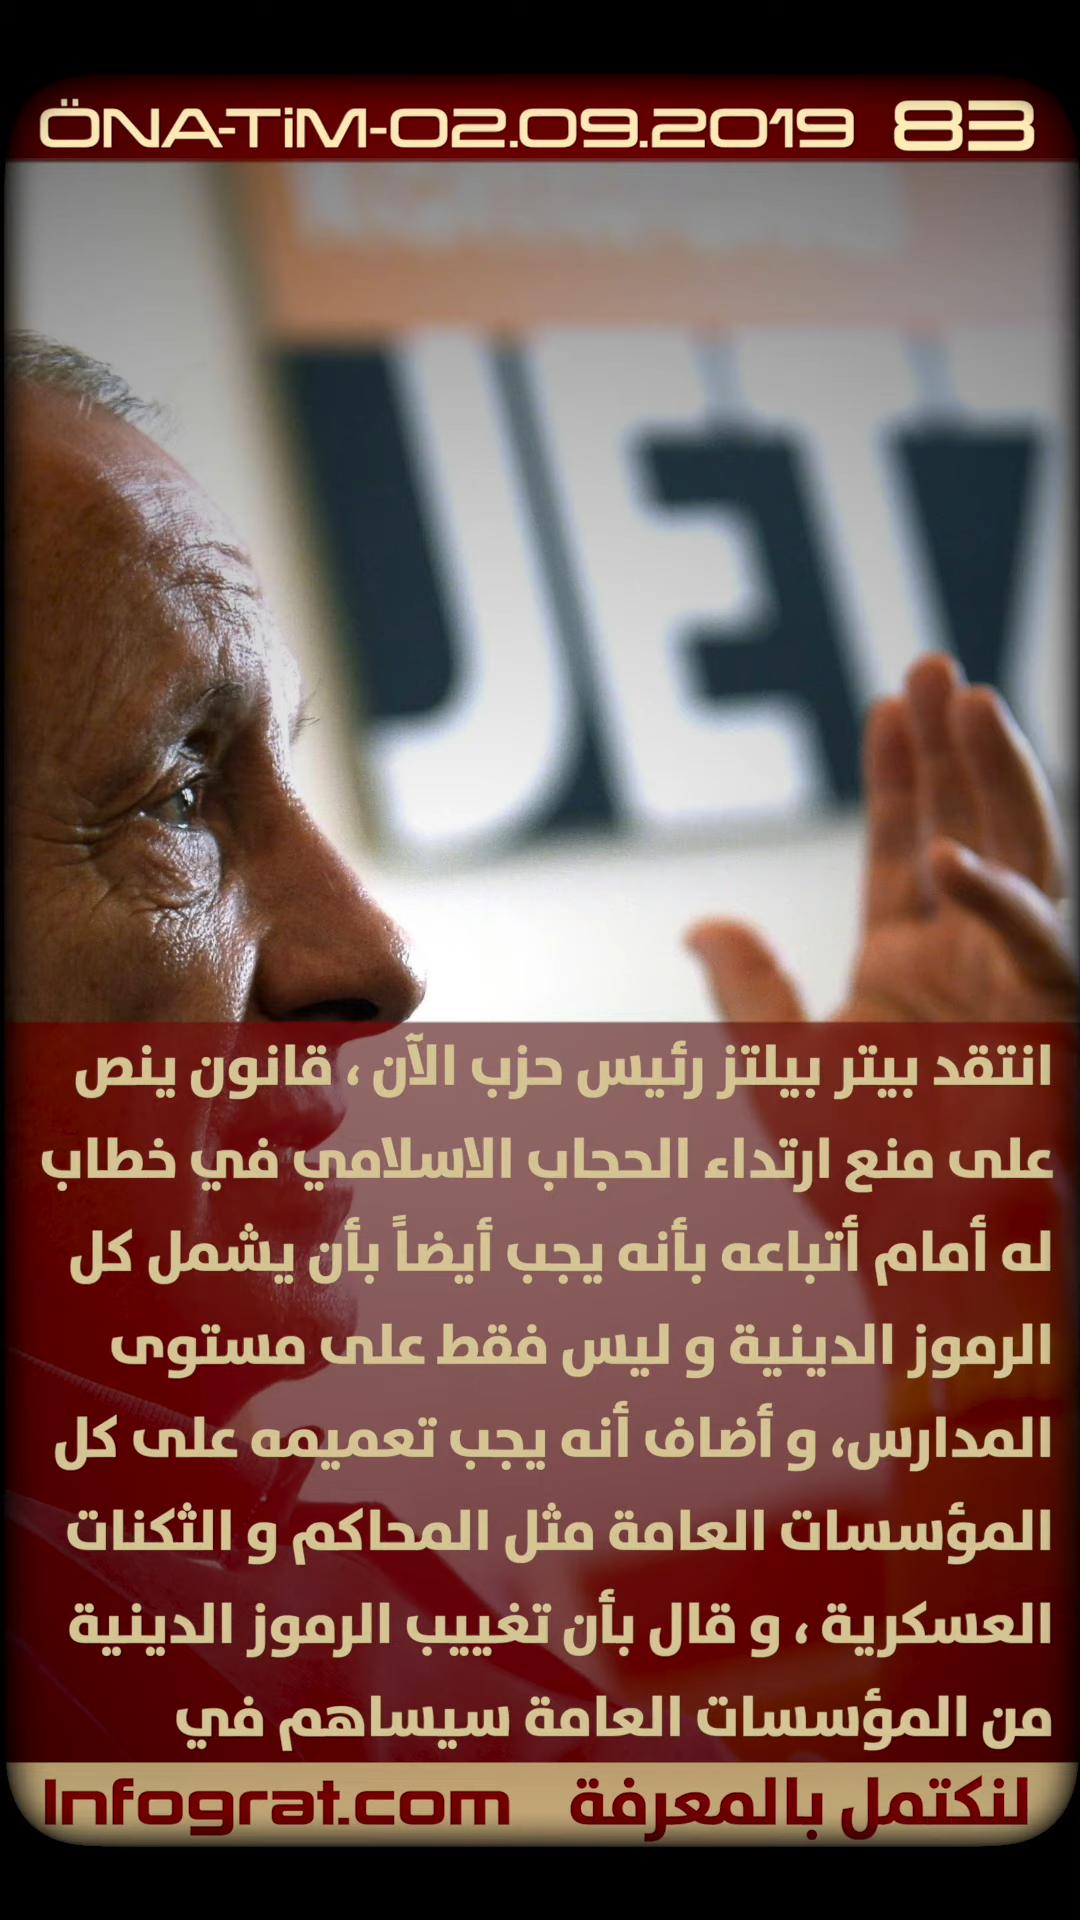 ÖNA-TiM-02.09.2019 83
JET
انتقد بيتر بيلتز رئيس حزب الآن ، قانون ينص
على منع ارتداء الحجاب الاسلامي في خطاب
له أمام أتباعه بأنه يجب أيضاً بأن يشمل كل
الرموز الدينية و ليس فقط على مستوى
المدارس، و أضاف أنه يجب تعميمه على كل
المؤسسات العامة مثل المحاكم و الثكنات
العسكرية ، و قال بأن تغييب الرموز الدينية
من المؤسسات العامة سيساهم في
Infograt.com لنكتمل بالمعرفة